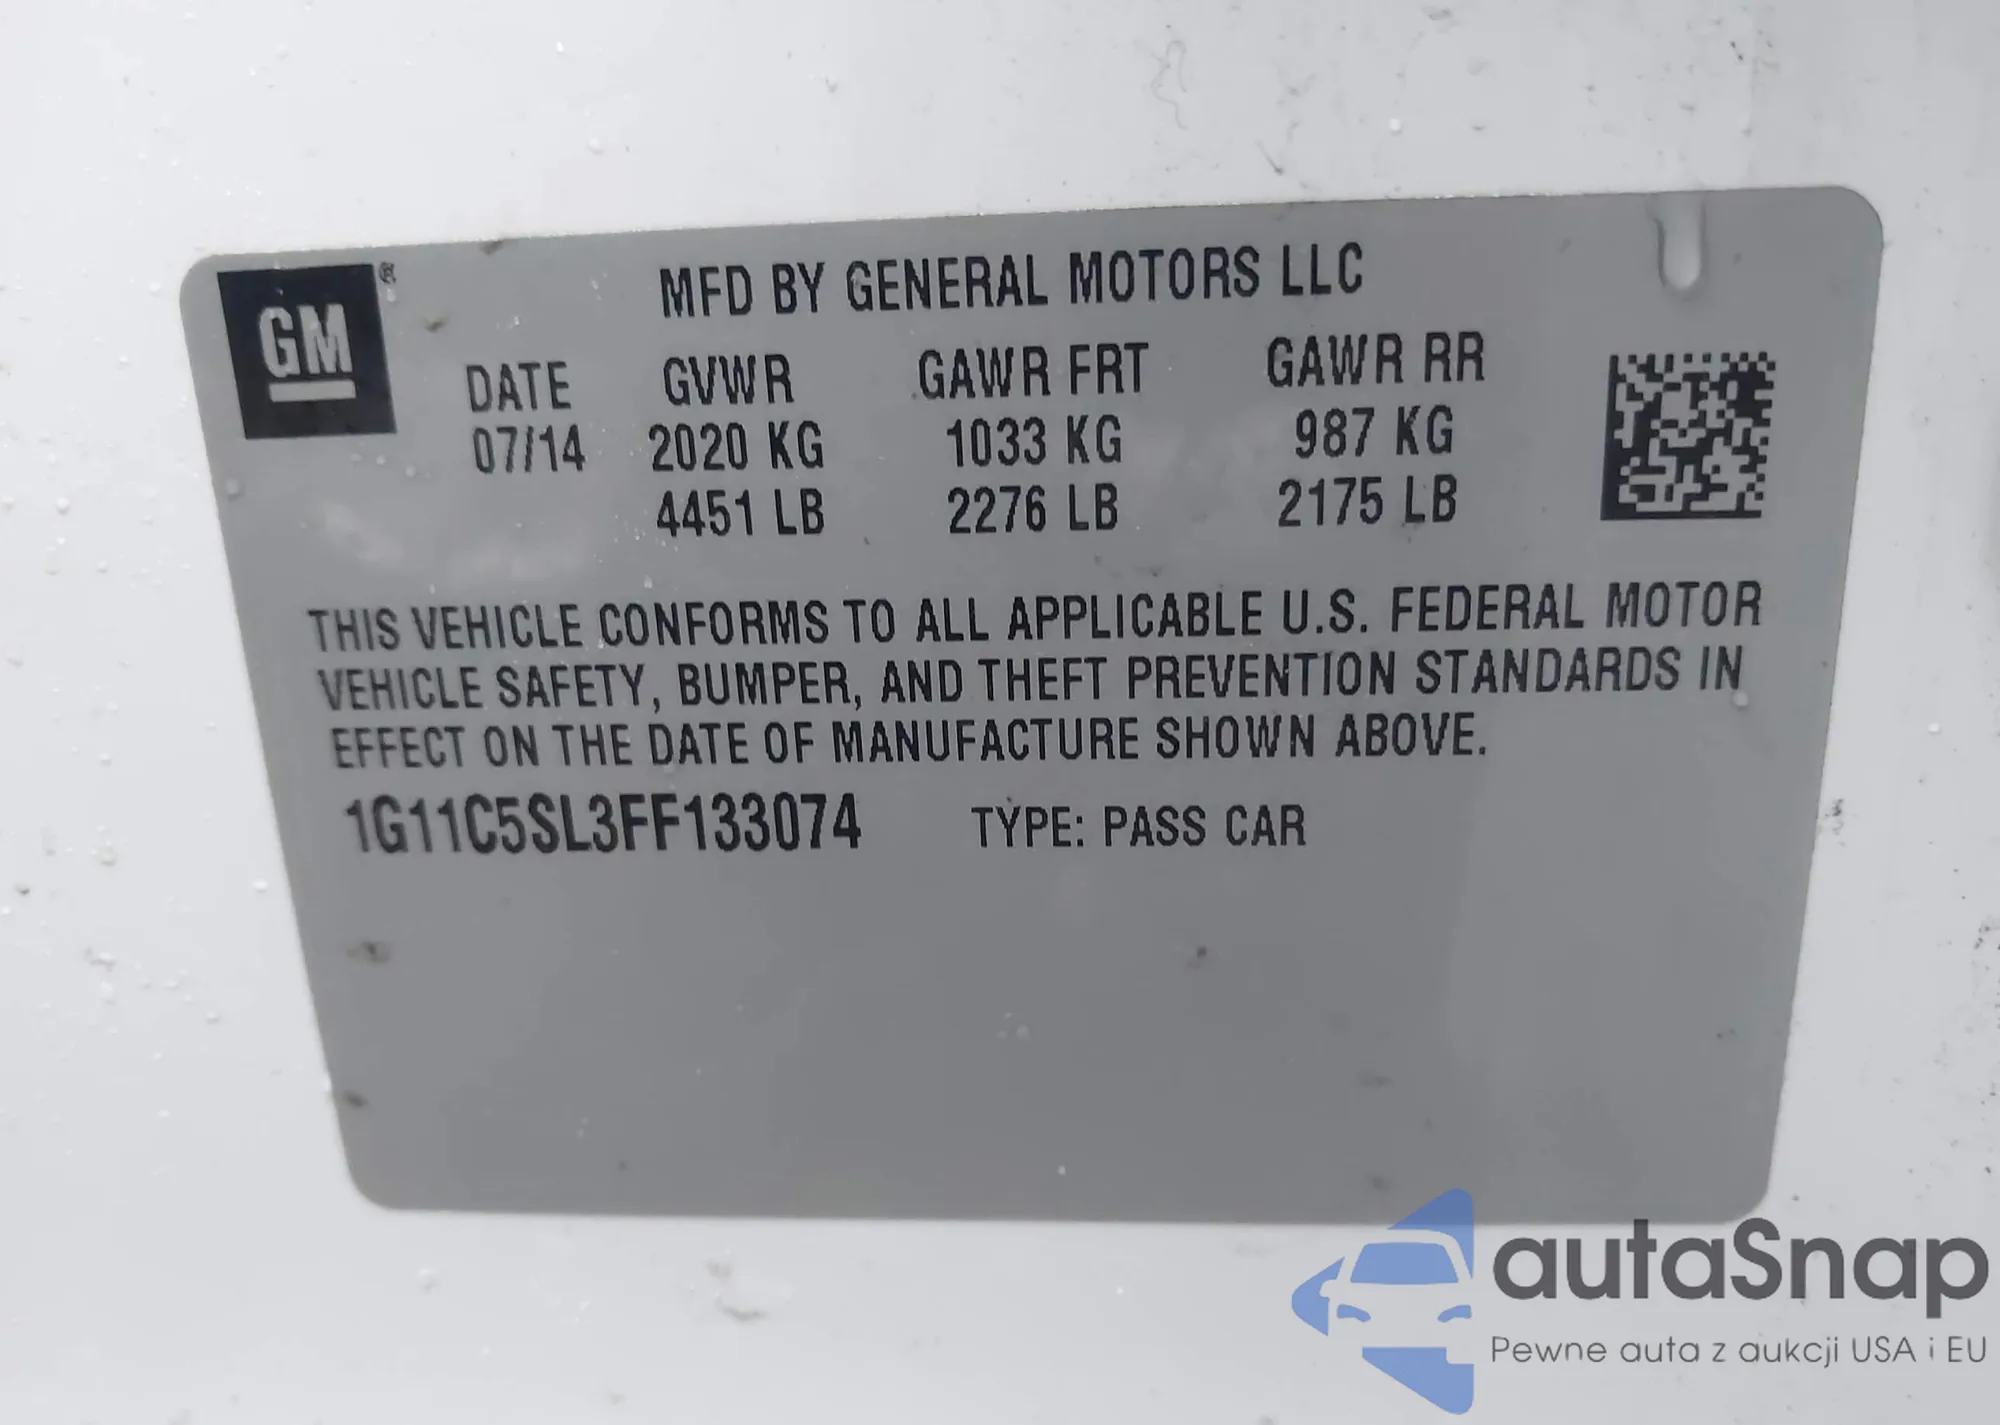 GM ®
MFD BY GENERAL MOTORS LLC
DATE GVWR GAWR FRT GAWR RR
07/14 2020 KG 1033 KG 987 KG
4451 LB 2276 LB 2175 LB
THIS VEHICLE CONFORMS TO ALL APPLICABLE U.S. FEDERAL MOTOR
VEHICLE SAFETY, BUMPER, AND THEFT PREVENTION STANDARDS IN
EFFECT ON THE DATE OF MANUFACTURE SHOWN ABOVE.
1G11C5SL3FF133074 TYPE: PASS CAR
autaSnap
Pewne auta z aukcji USA i EU